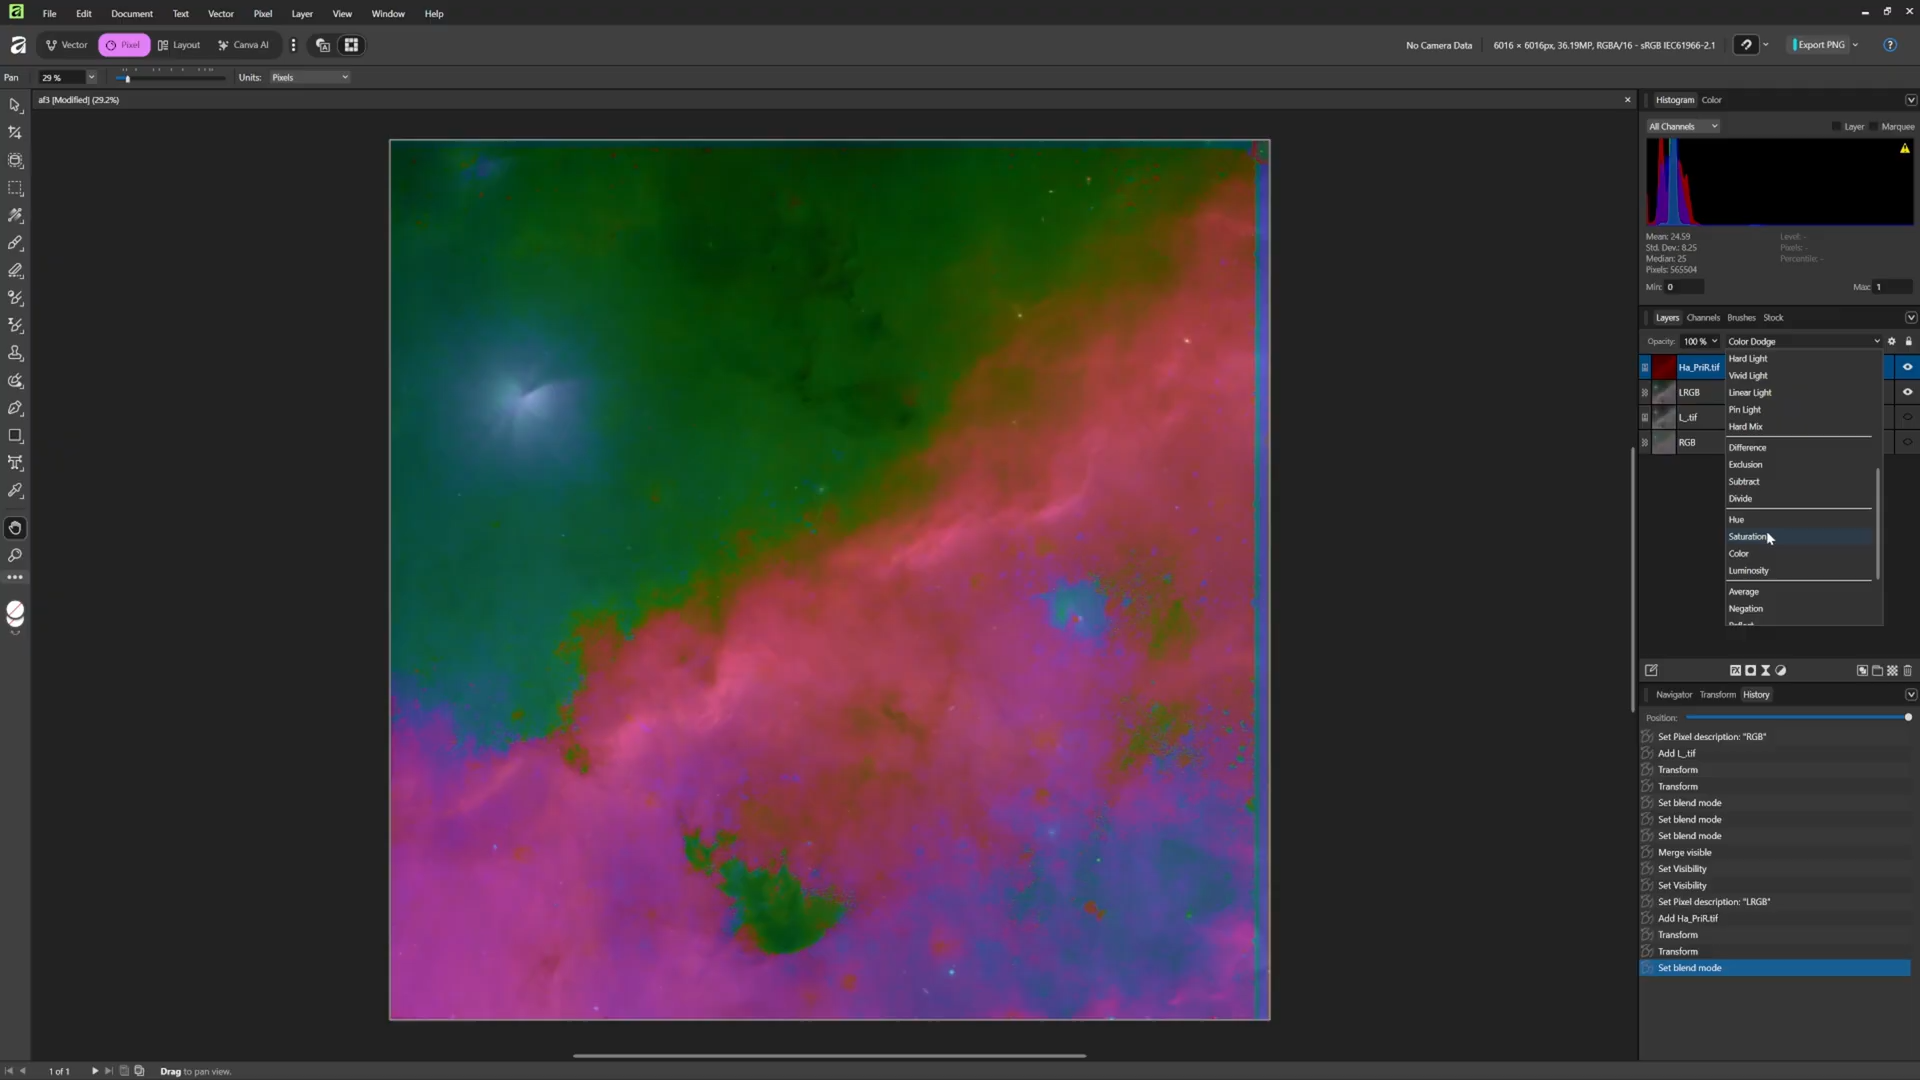 File Edit Document Text Vector Pixel Layer View Window Help
Vector Pixel Layout Canva AI
No Camera Data 6016 × 6016px, 36.19MP, RGBA/16 - sRGB IEC61966-2.1 Export PNG
Pan 29 % Units: Pixels
af3 [Modified] (29.2%)
Histogram Color
All Channels Layer Marquee
Mean: 24.59 Level: -
Std. Dev.: 8.25 Pixels: -
Median: 25 Percentile: -
Pixels: 565504
Min: 0 Max: 1
Layers Channels Brushes Stock
Opacity: 100 % Color Dodge
Ha_PriR.tif
LRGB
L_.tif
RGB
Hard Light
Vivid Light
Linear Light
Pin Light
Hard Mix
Difference
Exclusion
Subtract
Divide
Hue
Saturation
Color
Luminosity
Average
Negation
Navigator Transform History
Position:
Set Pixel description: "RGB"
Add L_.tif
Transform
Transform
Set blend mode
Set blend mode
Set blend mode
Merge visible
Set Visibility
Set Visibility
Set Pixel description: "LRGB"
Add Ha_PriR.tif
Transform
Transform
Set blend mode
1 of 1 Drag to pan view.